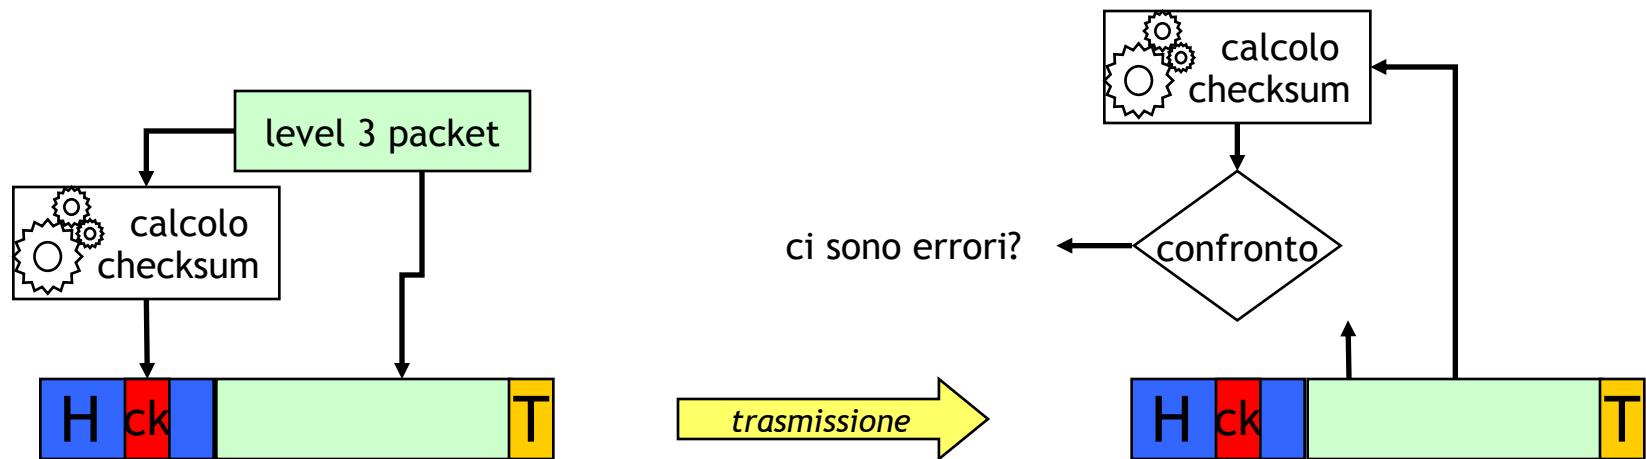 level 3 packet
calcolo
checksum
H
ck
T
trasmissione
calcolo
checksum
confronto
ci sono errori?
H
ck
T